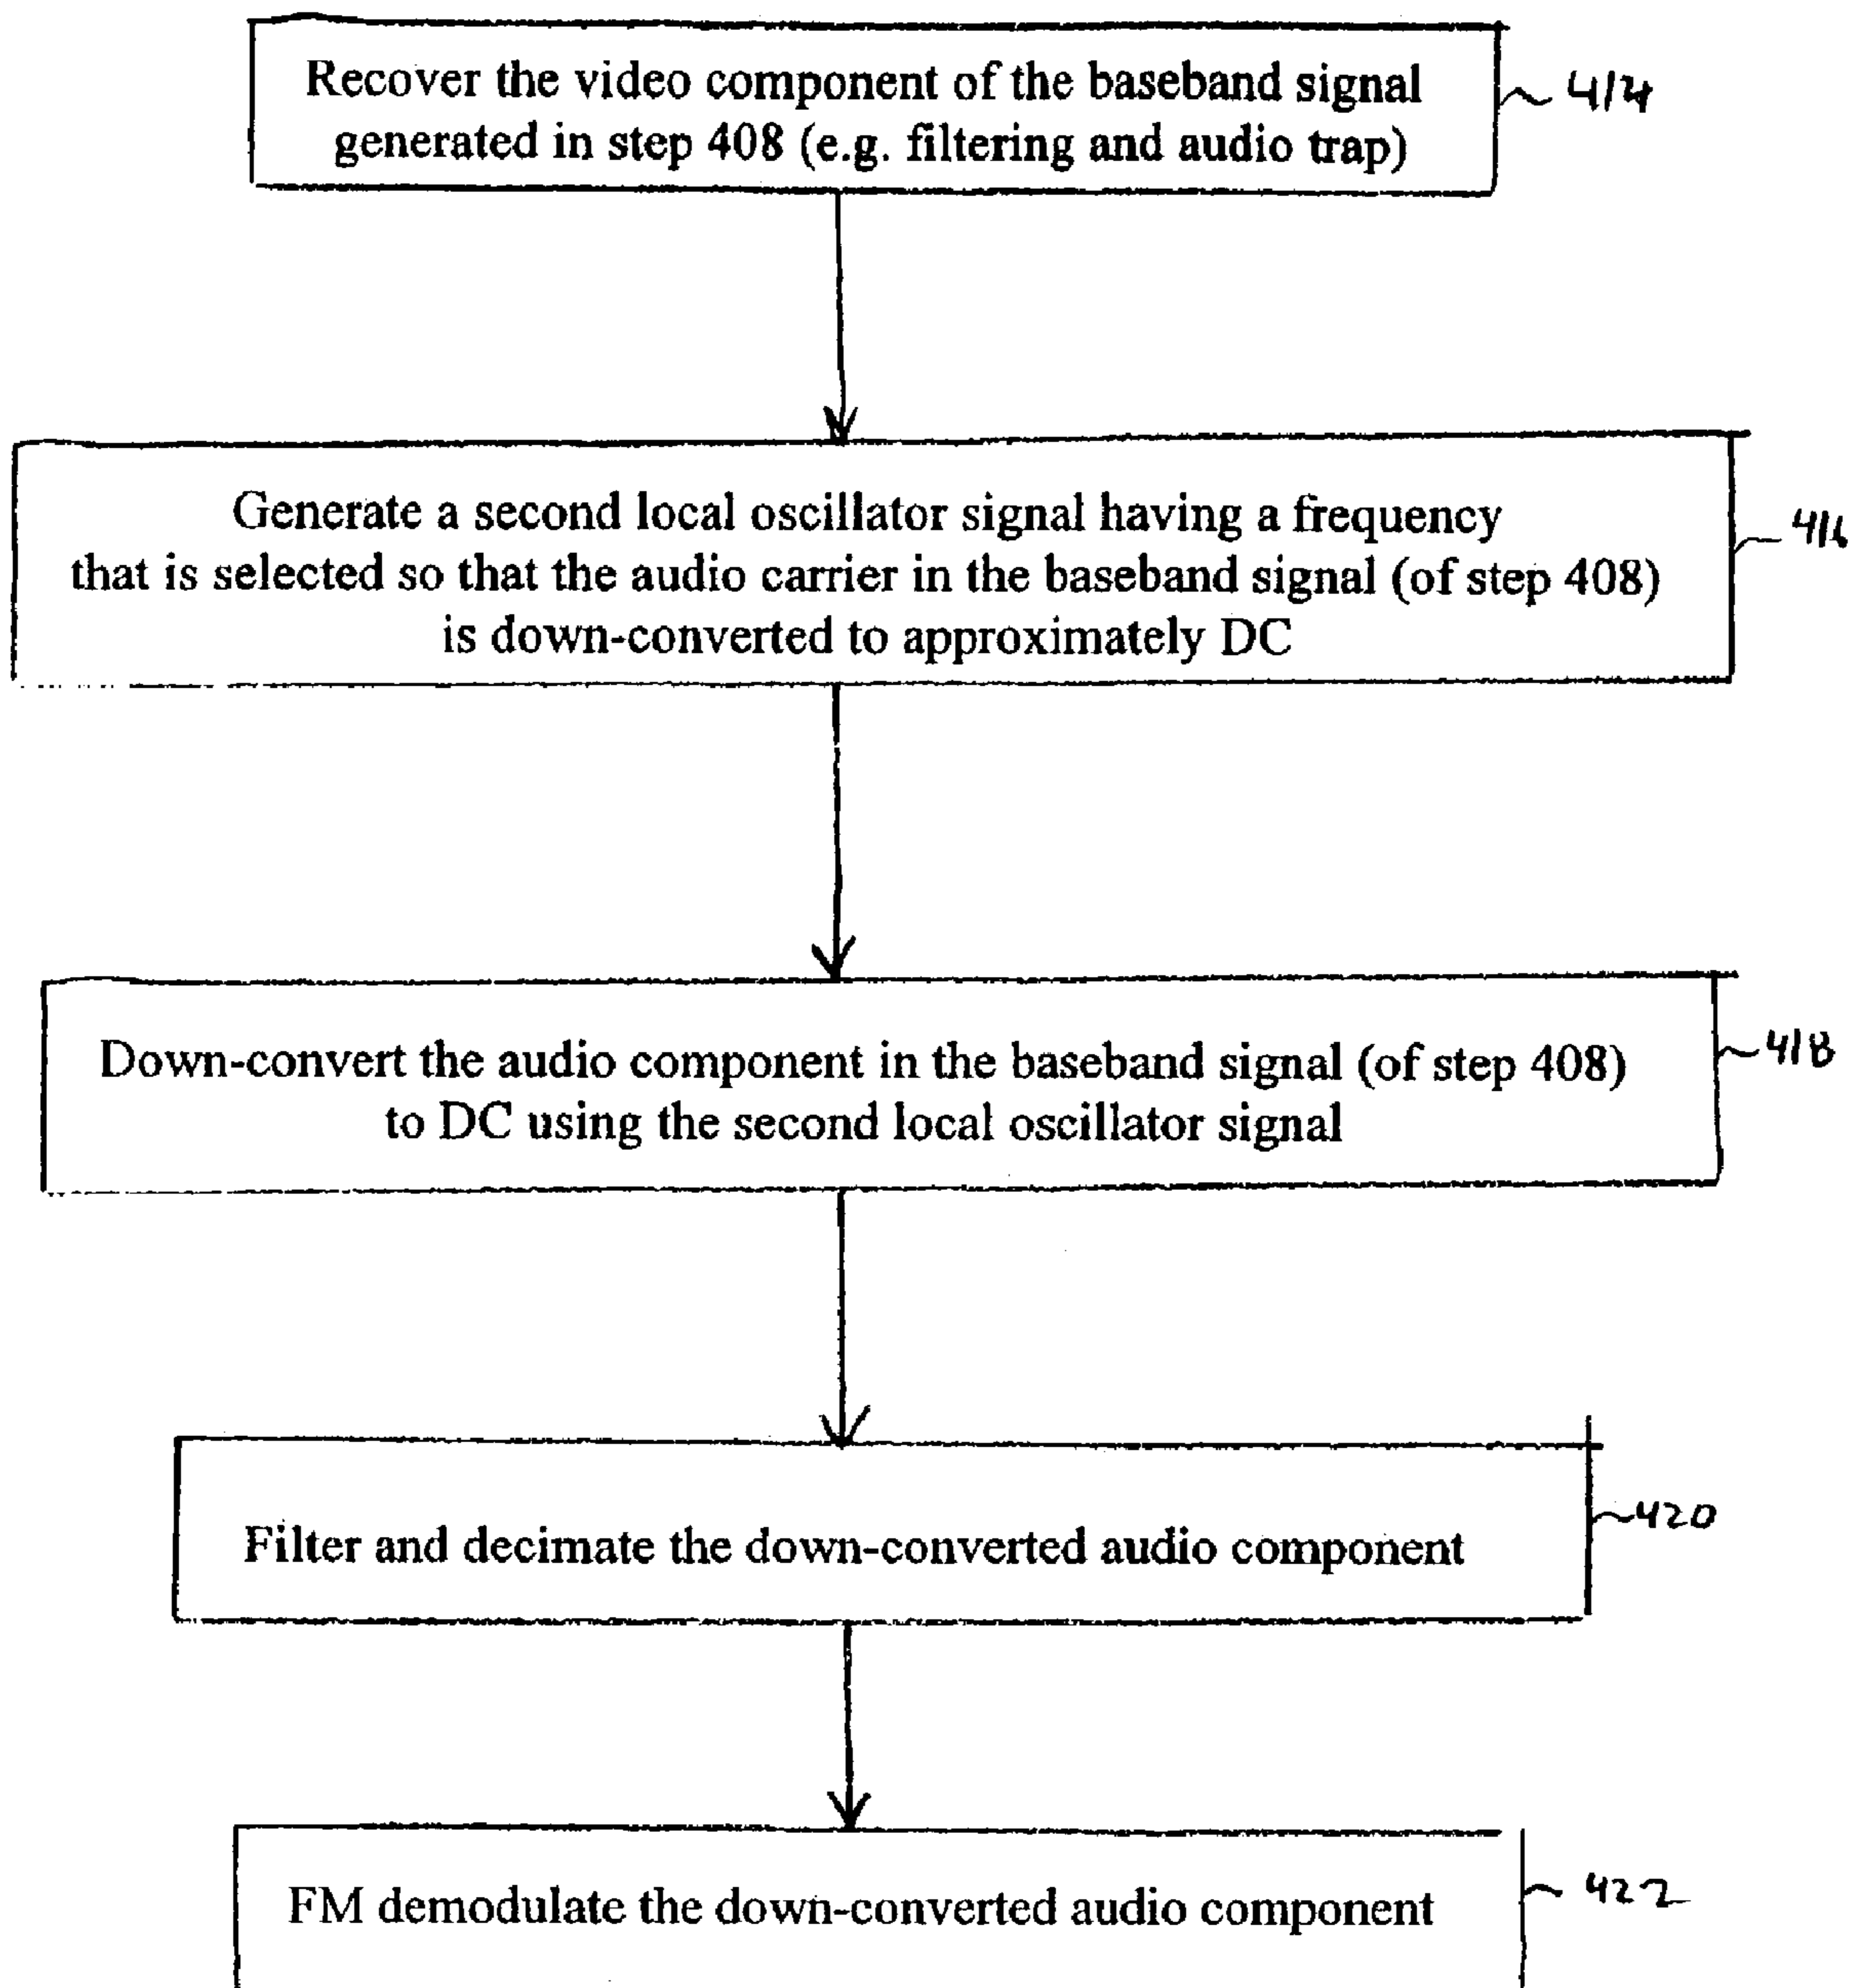 Recover the video component of the baseband signal
generated in step 408 (e.g. filtering and audio trap)
414
Generate a second local oscillator signal having a frequency
that is selected so that the audio carrier in the baseband signal (of step 408)
is down-converted to approximately DC
416
Down-convert the audio component in the baseband signal (of step 408)
to DC using the second local oscillator signal
418
Filter and decimate the down-converted audio component
420
FM demodulate the down-converted audio component
422